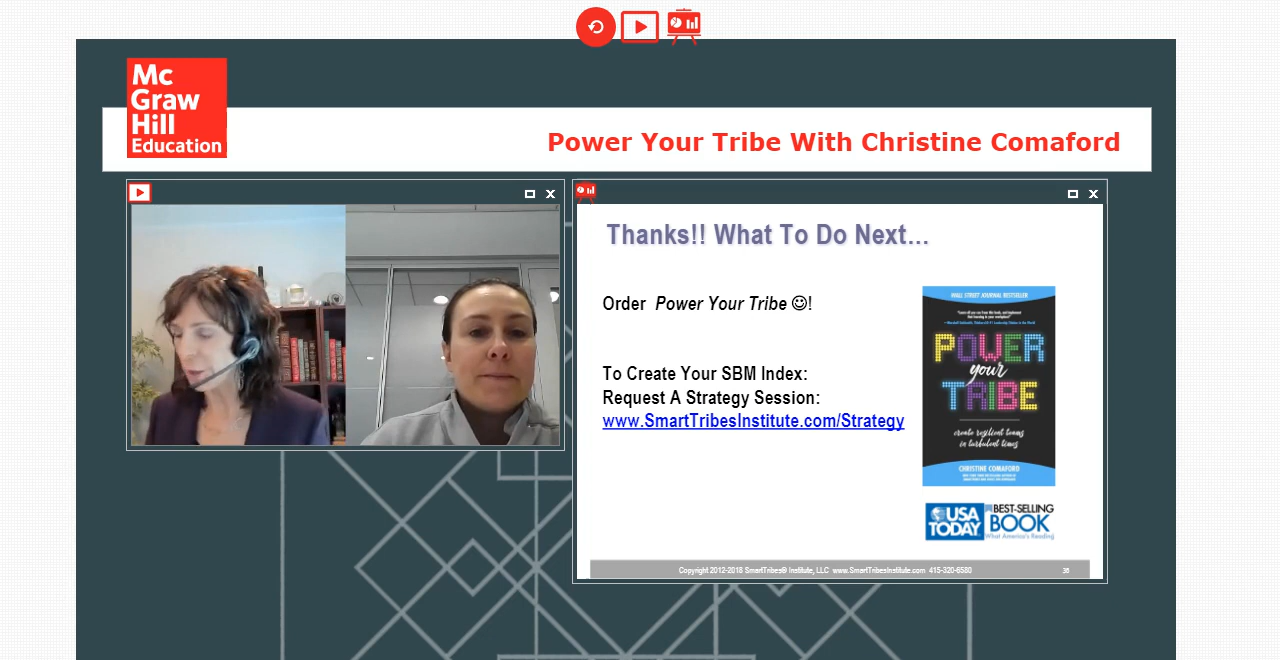 Mc
Graw
Hill
Education
Power Your Tribe With Christine Comaford
Thanks!! What To Do Next...
Order Power Your Tribe ☺!
To Create Your SBM Index:
Request A Strategy Session:
www.SmartTribesInstitute.com/Strategy
WALL STREET JOURNAL BESTSELLER
POWER
your
TRIBE
create resilient teams
in turbulent times
CHRISTINE COMAFORD
USA
TODAY
BEST-SELLING
BOOK
What America's Reading
Copyright 2012-2018 SmartTribes® Institute, LLC www.SmartTribesInstitute.com 415-320-6580